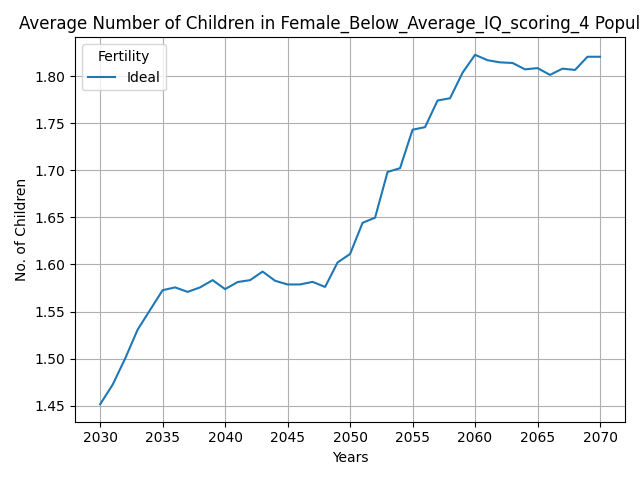 Average Number of Children in Female_Below_Average_IQ_scoring_4 Popul
Fertility
Ideal
No. of Children
1.80
1.75
1.70
1.65
1.60
1.55
1.50
1.45
2030 2035 2040 2045 2050 2055 2060 2065 2070
Years